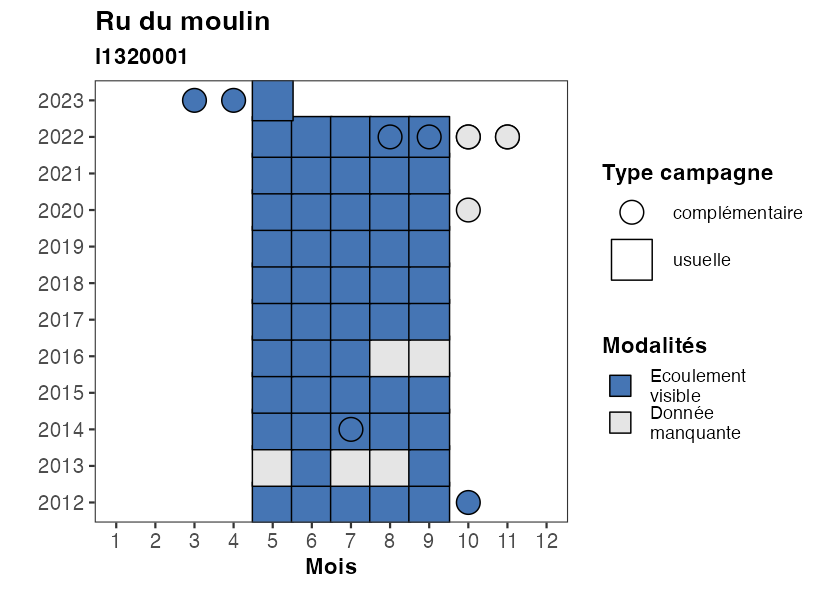 Ru du moulin
I1320001
2023
2022
2021
2020
2019
2018
2017
2016
2015
2014
2013
2012
1 2 3 4 5 6 7 8 9 10 11 12
Mois
Type campagne
complémentaire
usuelle
Modalités
Ecoulement
visible
Donnée
manquante